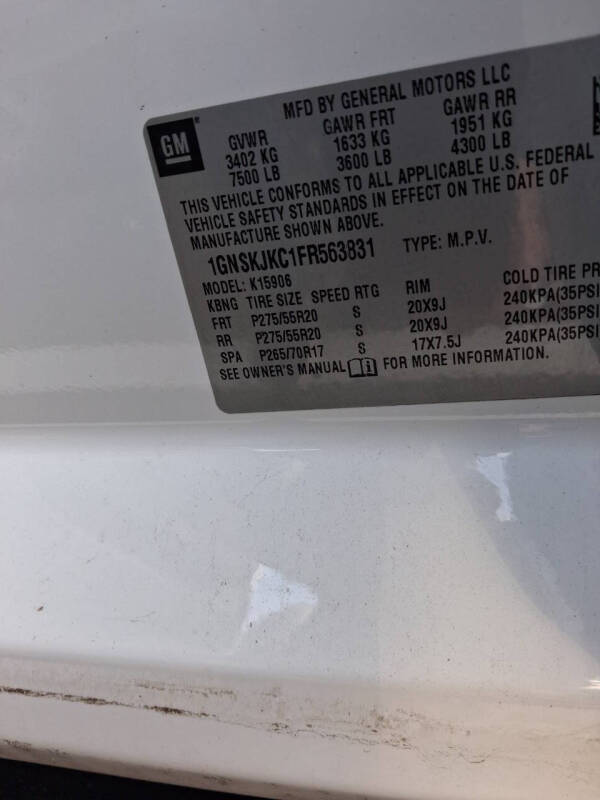 MFD BY GENERAL MOTORS LLC
GM
GVWR GAWR FRT GAWR RR
3402 KG 1633 KG 1951 KG
7500 LB 3600 LB 4300 LB
THIS VEHICLE CONFORMS TO ALL APPLICABLE U.S. FEDERAL
VEHICLE SAFETY STANDARDS IN EFFECT ON THE DATE OF
MANUFACTURE SHOWN ABOVE.
1GNSKJKC1FR563831 TYPE: M.P.V.
MODEL: K15906
KBNG TIRE SIZE SPEED RTG RIM COLD TIRE PR
FRT P275/55R20 S 20X9J 240KPA(35PSI
RR P275/55R20 S 20X9J 240KPA(35PSI
SPA P265/70R17 S 17X7.5J 240KPA(35PSI
SEE OWNER'S MANUAL FOR MORE INFORMATION.